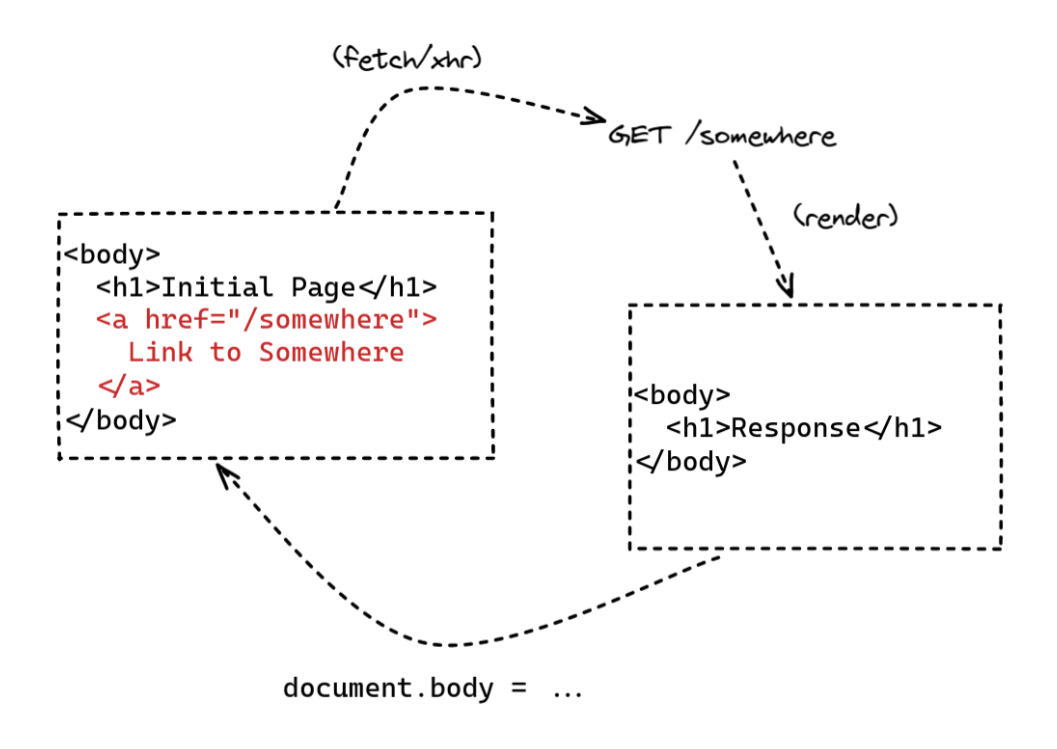 (fetch/xhr)
GET /somewhere
(render)
<body>
  <h1>Initial Page</h1>
  <a href="/somewhere">
    Link to Somewhere
  </a>
</body>
<body>
  <h1>Response</h1>
</body>
document.body = ...